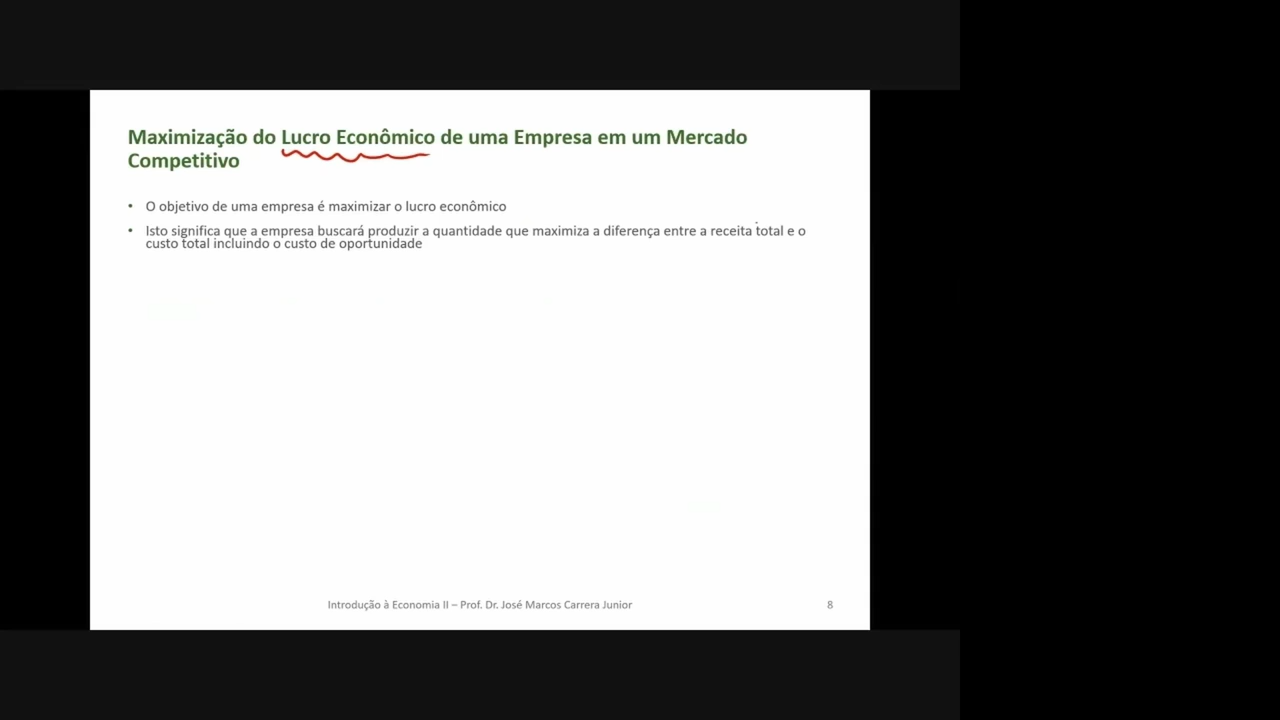 Maximização do Lucro Econômico de uma Empresa em um Mercado
Competitivo
• O objetivo de uma empresa é maximizar o lucro econômico
• Isto significa que a empresa buscará produzir a quantidade que maximiza a diferença entre a receita total e o
custo total incluindo o custo de oportunidade
Introdução à Economia II – Prof. Dr. José Marcos Carrera Junior
8